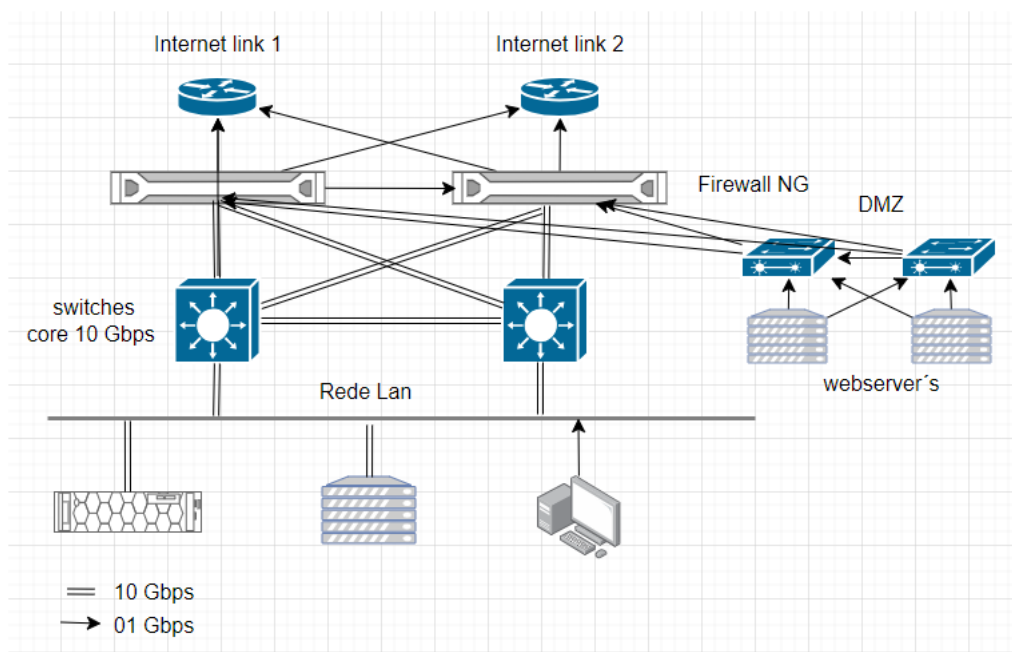 Internet link 1
Internet link 2
Firewall NG
DMZ
switches
core 10 Gbps
webserver´s
Rede Lan
10 Gbps
01 Gbps